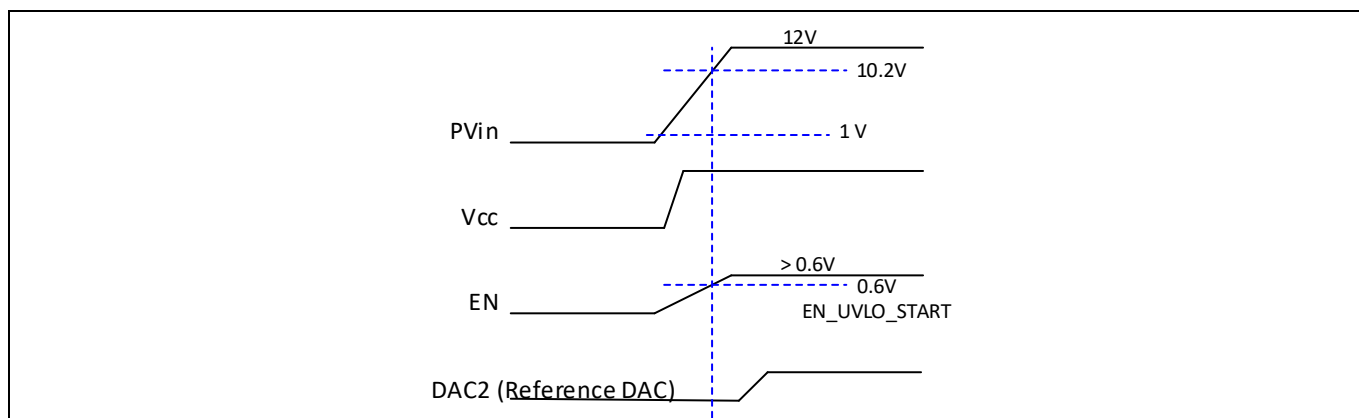 12V
10.2V
PVin
1 V
Vcc
> 0.6V
0.6V
EN
EN_UVLO_START
DAC2 (Reference DAC)